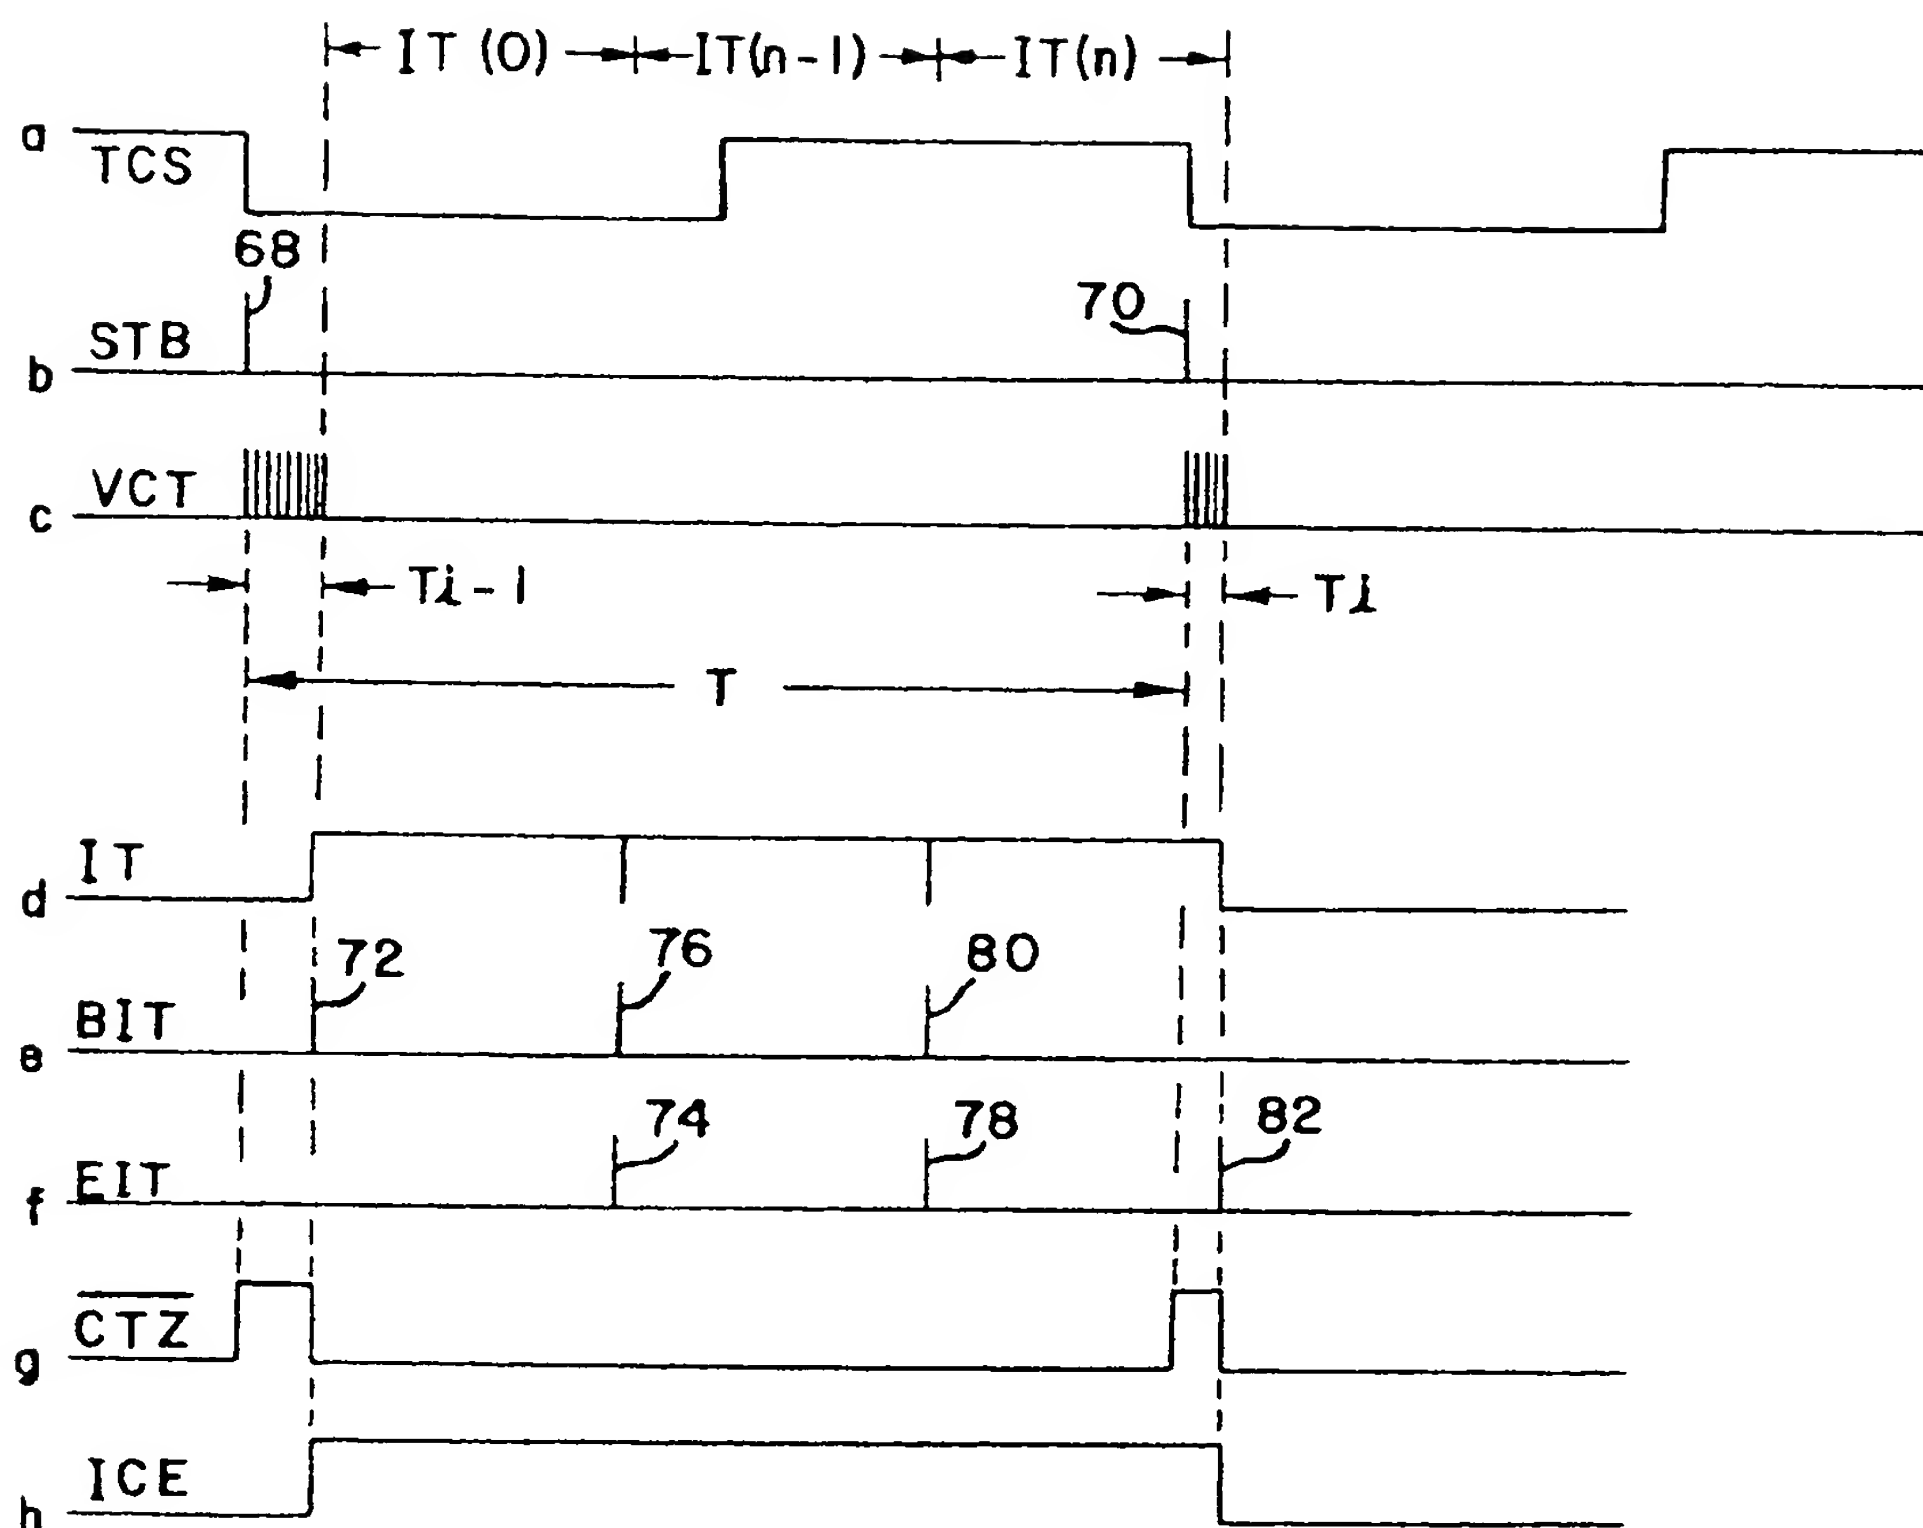 IT (0) IT(n-1) IT(n)
a TCS
68
70
b STB
c VCT
Ti-1 Ti
T
d IT
72 76 80
e BIT
74 78 82
f EIT
g CTZ
h ICE